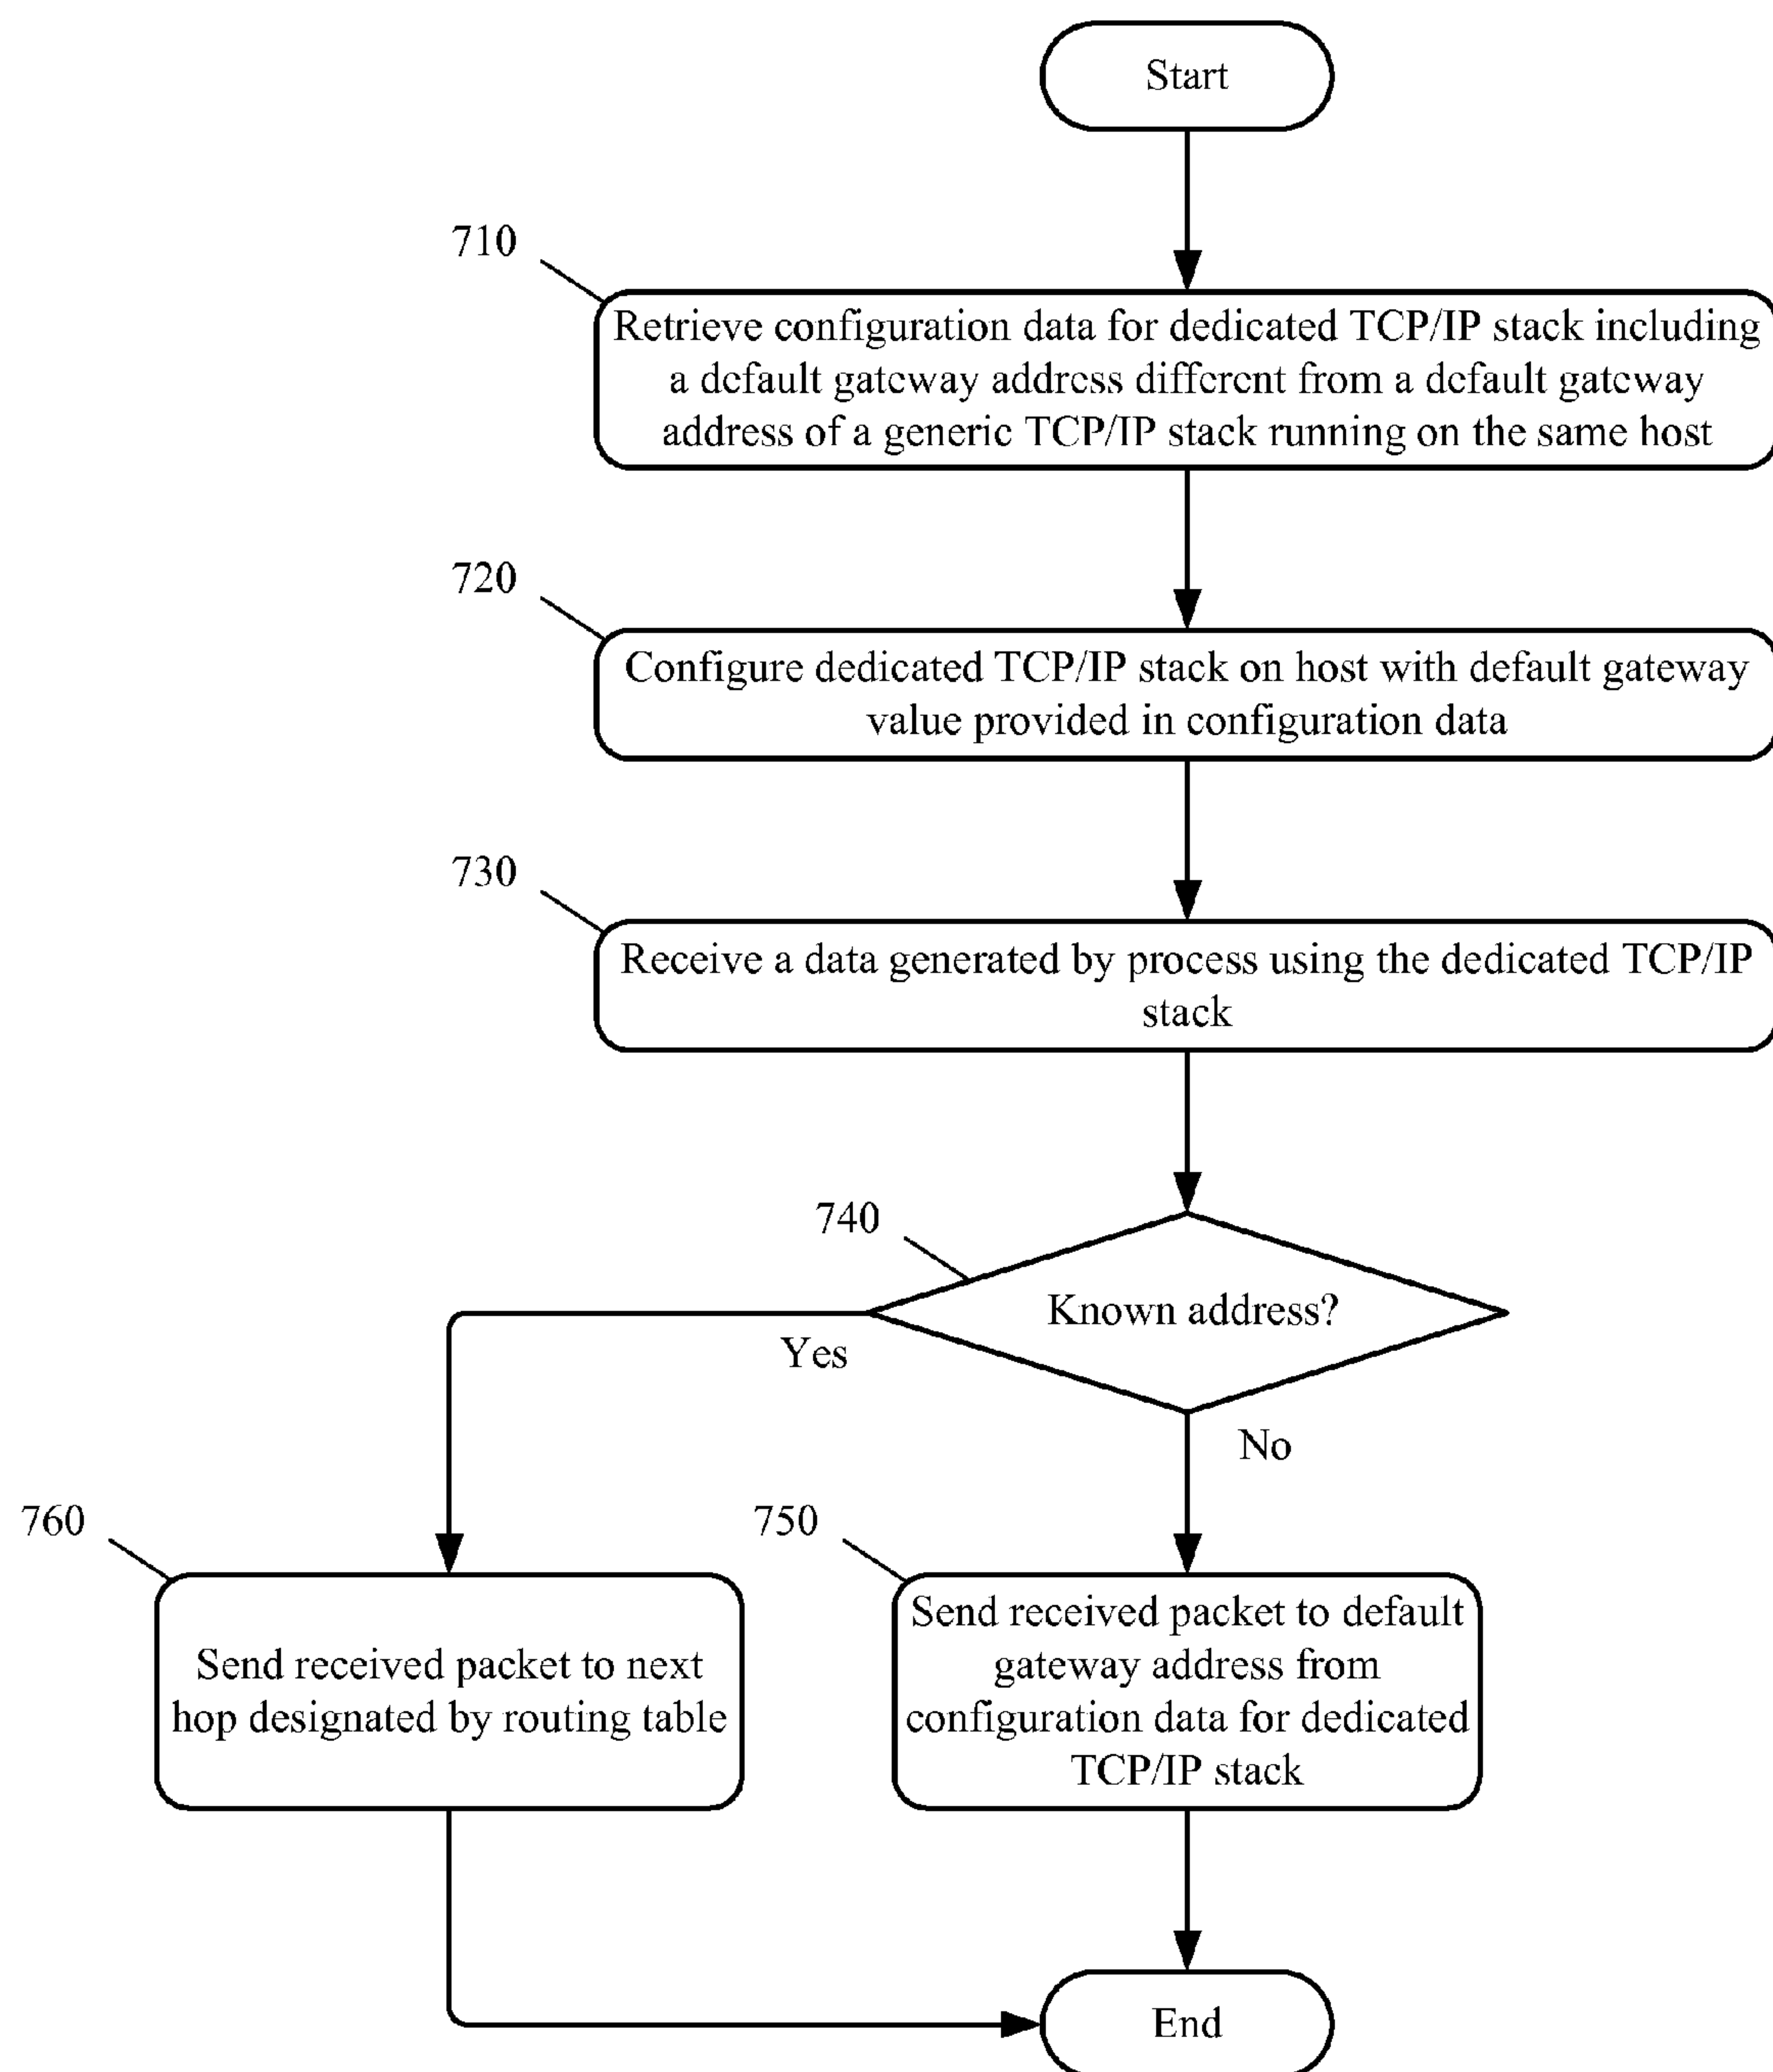 Start
710
Retrieve configuration data for dedicated TCP/IP stack including
a default gateway address different from a default gateway
address of a generic TCP/IP stack running on the same host
720
Configure dedicated TCP/IP stack on host with default gateway
value provided in configuration data
730
Receive a data generated by process using the dedicated TCP/IP
stack
740
Known address?
Yes
No
760
Send received packet to next
hop designated by routing table
750
Send received packet to default
gateway address from
configuration data for dedicated
TCP/IP stack
End